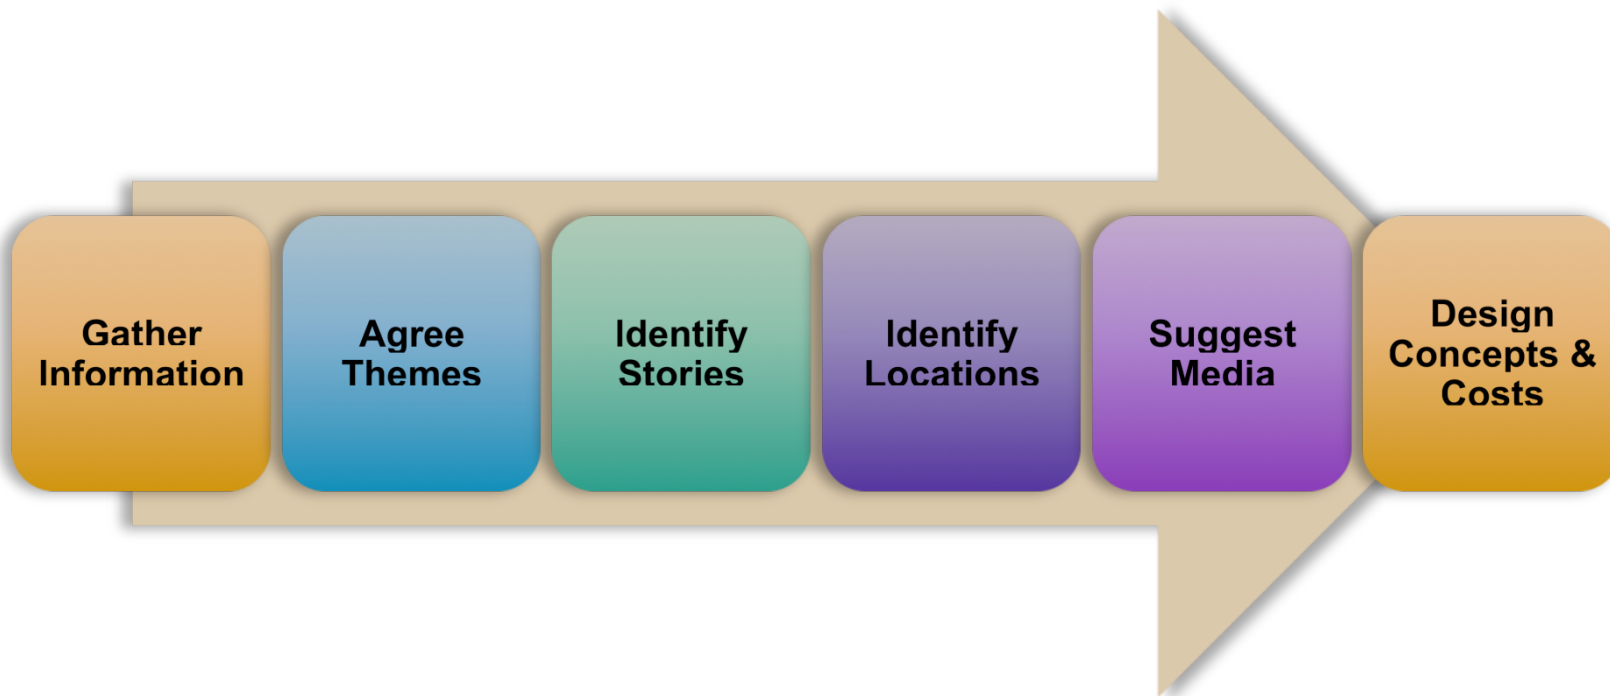 Gather
Information
Agree
Themes
Identify
Stories
Identify
Locations
Suggest
Media
Design
Concepts &
Costs